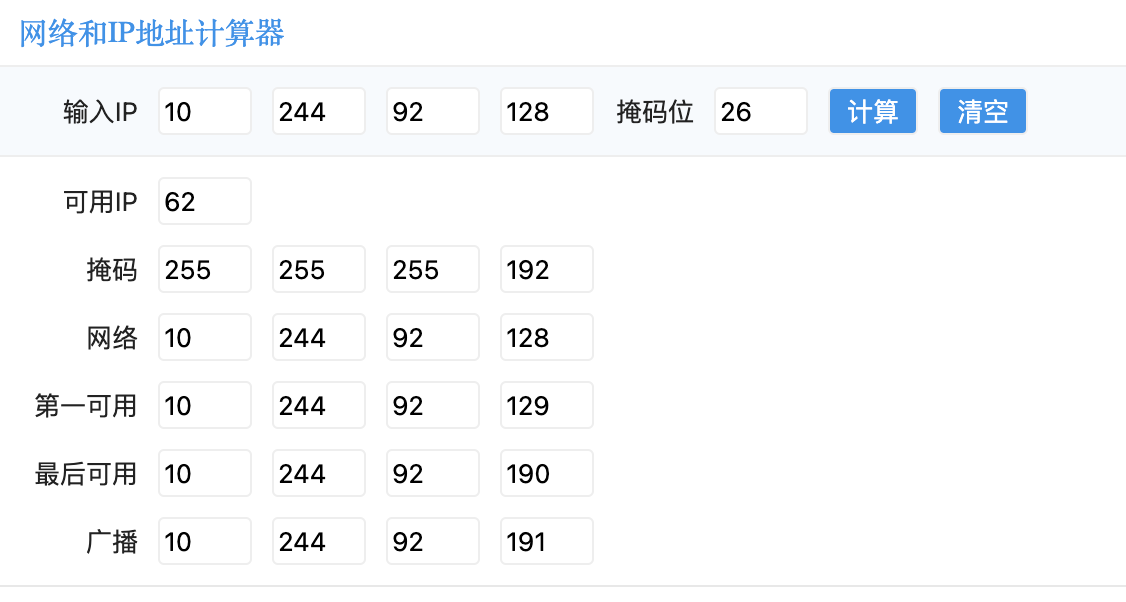 网络和IP地址计算器
输入IP 10 244 92 128 掩码位 26 计算 清空
可用IP 62
掩码 255 255 255 192
网络 10 244 92 128
第一可用 10 244 92 129
最后可用 10 244 92 190
广播 10 244 92 191